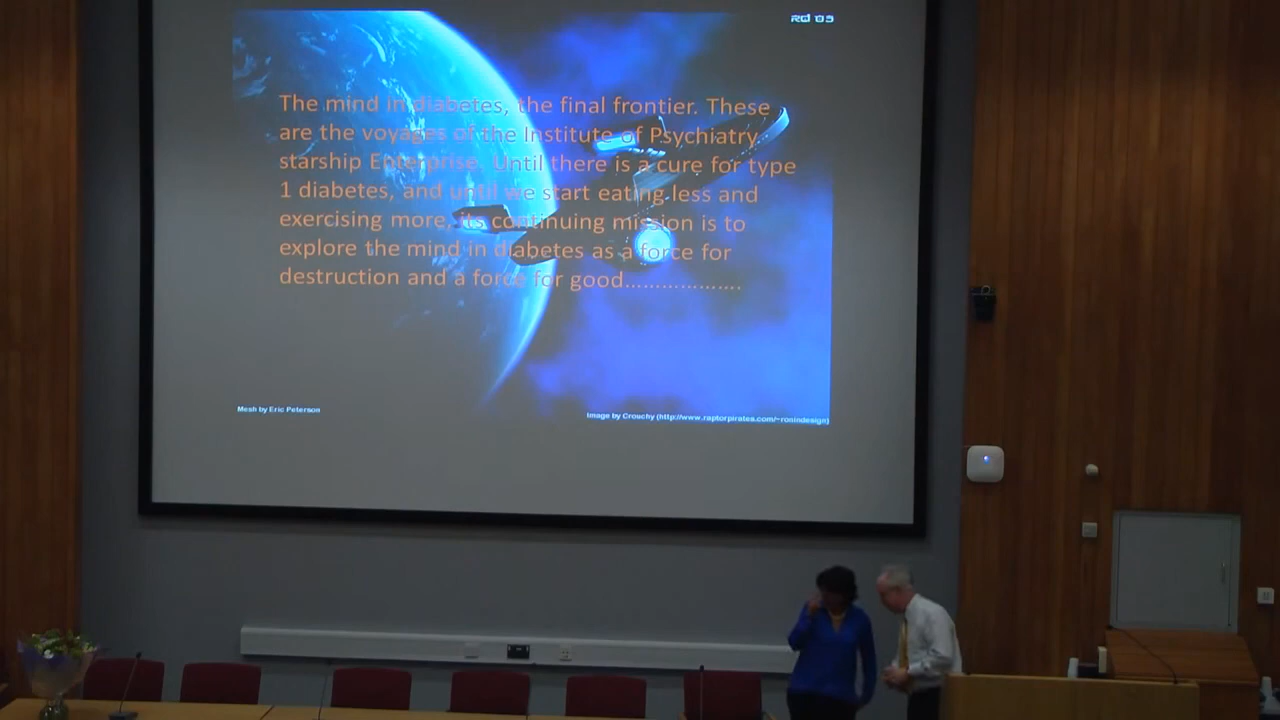 Rd '09
The mind in diabetes, the final frontier. These
are the voyages of the Institute of Psychiatry
starship Enterprise. Until there is a cure for type
1 diabetes, and until we start eating less and
exercising more, its continuing mission is to
explore the mind in diabetes as a force for
destruction and a force for good..................
Mesh by Eric Peterson
Image by Crouchy (http://www.raptorpirates.com/~ronindesign)